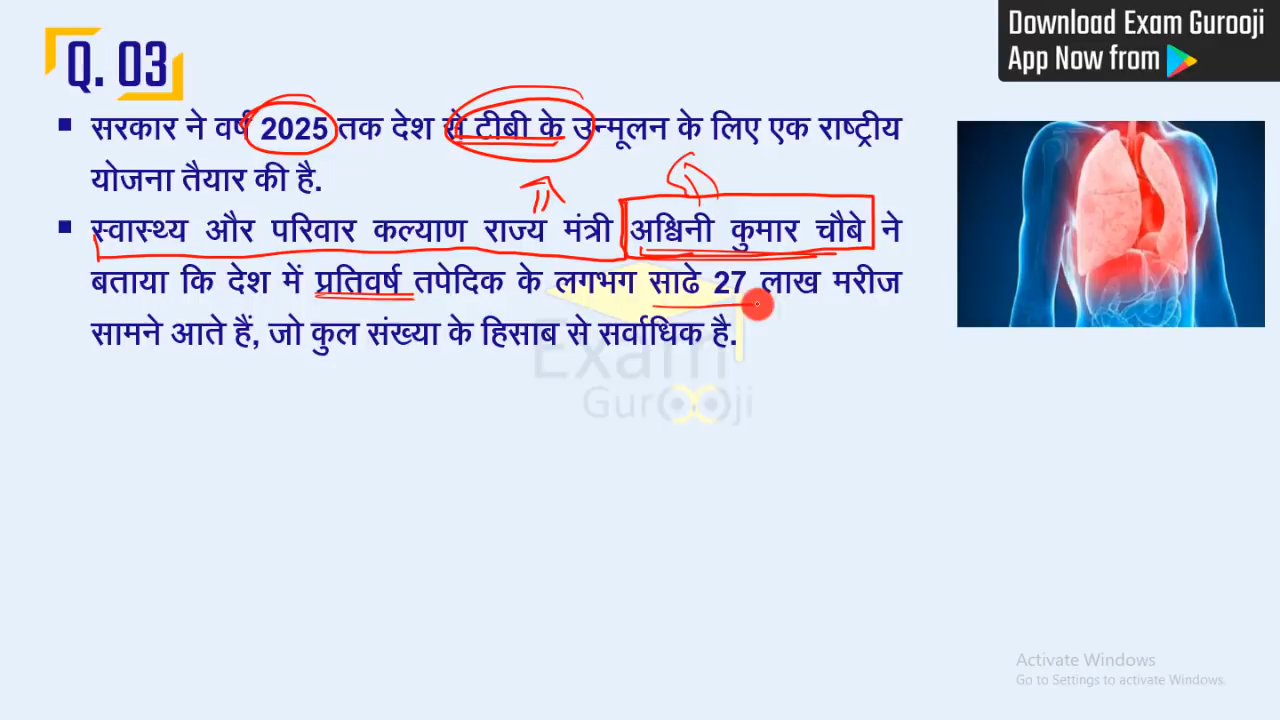 Download Exam Gurooji
App Now from
Q. 03
▪ सरकार ने वर्ष 2025 तक देश से टीबी के उन्मूलन के लिए एक राष्ट्रीय
योजना तैयार की है.
▪ स्वास्थ्य और परिवार कल्याण राज्य मंत्री अश्विनी कुमार चौबे ने
बताया कि देश में प्रतिवर्ष तपेदिक के लगभग साढे 27 लाख मरीज
सामने आते हैं, जो कुल संख्या के हिसाब से सर्वाधिक है.
Exam
Gurooji
Activate Windows
Go to Settings to activate Windows.